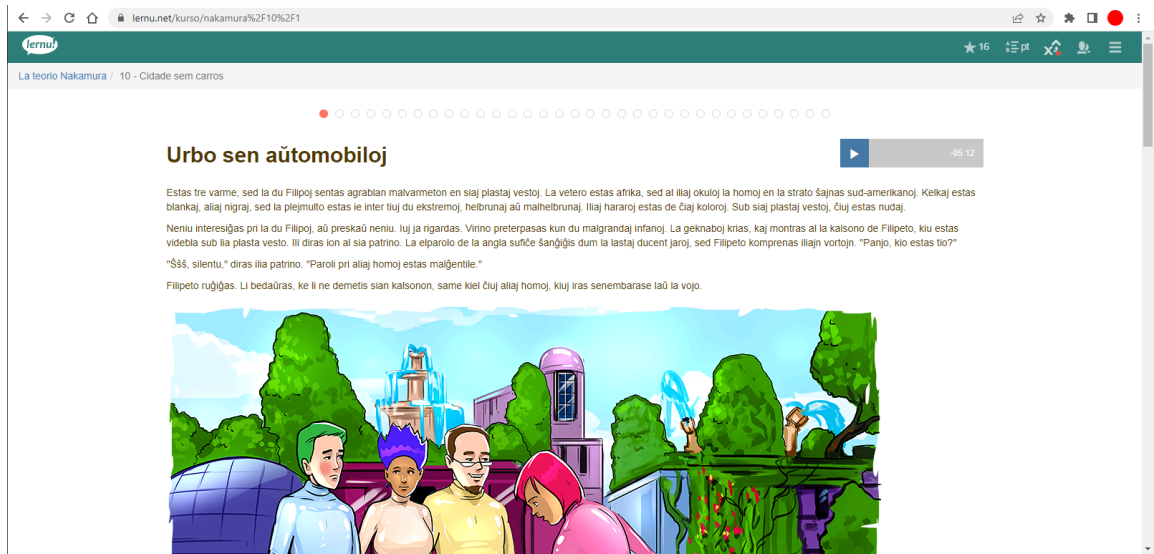 lernu.net/kurso/nakamura%2F10%2F1
lernu!
16
pt
La teorio Nakamura / 10 - Cidade sem carros
Urbo sen aŭtomobiloj
-05:12
Estas tre varme, sed la du Filipoj sentas agrablan malvarmeton en siaj plastaj vestoj. La vetero estas afrika, sed al iliaj okuloj la homoj en la strato ŝajnas sud-amerikanoj. Kelkaj estas
blankaj, aliaj nigraj, sed la plejmulto estas ie inter tiuj du ekstremoj, helbrunaj aŭ malhelbrunaj. Iliaj hararoj estas de ĉiaj koloroj. Sub siaj plastaj vestoj, ĉiuj estas nudaj.
Neniu interesiĝas pri la du Filipoj, aŭ preskaŭ neniu. Iuj ja rigardas. Virino preterpasas kun du malgrandaj infanoj. La geknaboj krias, kaj montras al la kalsono de Filipeto, kiu estas
videbla sub lia plasta vesto. Ili diras ion al sia patrino. La elparolo de la angla sufiĉe ŝanĝiĝis dum la lastaj ducent jaroj, sed Filipeto komprenas iliajn vortojn. "Panjo, kio estas tio?"
"Ŝŝŝ, silentu," diras ilia patrino. "Paroli pri aliaj homoj estas malĝentile."
Filipeto ruĝiĝas. Li bedaŭras, ke li ne demetis sian kalsonon, same kiel ĉiuj aliaj homoj, kiuj iras senembarase laŭ la vojo.